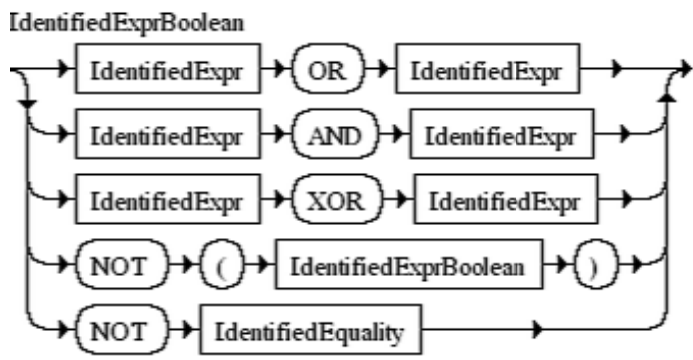 IdentifiedExprBoolean
IdentifiedExpr OR IdentifiedExpr
IdentifiedExpr AND IdentifiedExpr
IdentifiedExpr XOR IdentifiedExpr
NOT ( IdentifiedExprBoolean )
NOT IdentifiedEquality